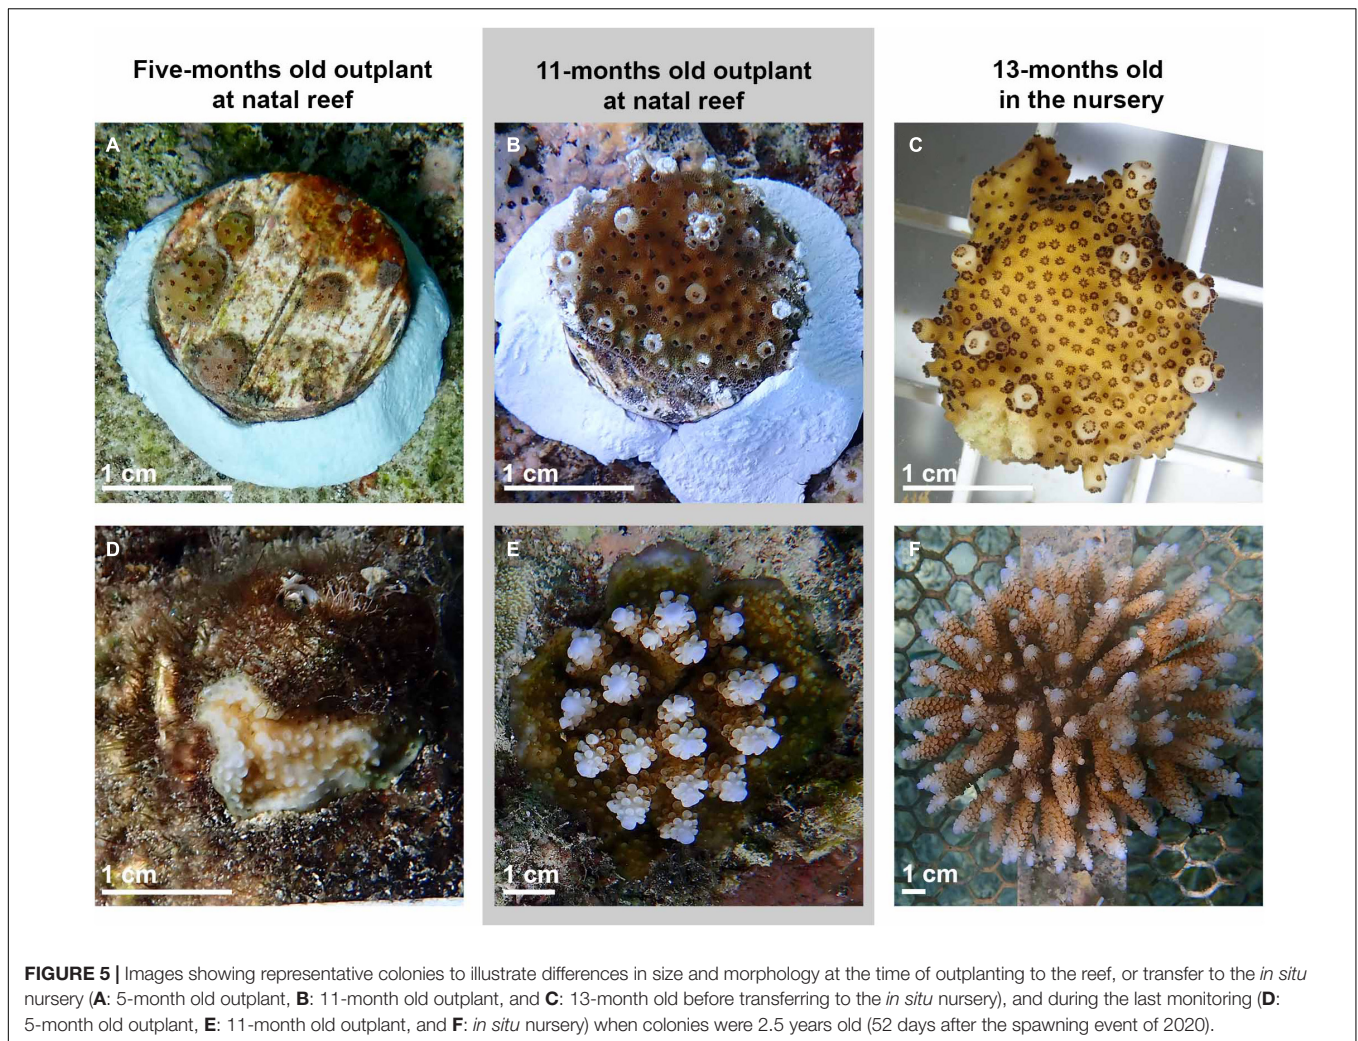 Five-months old outplant
at natal reef
11-months old outplant
at natal reef
13-months old
in the nursery
A
B
C
1 cm
1 cm
1 cm
D
E
F
1 cm
1 cm
1 cm
FIGURE 5 | Images showing representative colonies to illustrate differences in size and morphology at the time of outplanting to the reef, or transfer to the in situ
nursery (A: 5-month old outplant, B: 11-month old outplant, and C: 13-month old before transferring to the in situ nursery), and during the last monitoring (D:
5-month old outplant, E: 11-month old outplant, and F: in situ nursery) when colonies were 2.5 years old (52 days after the spawning event of 2020).